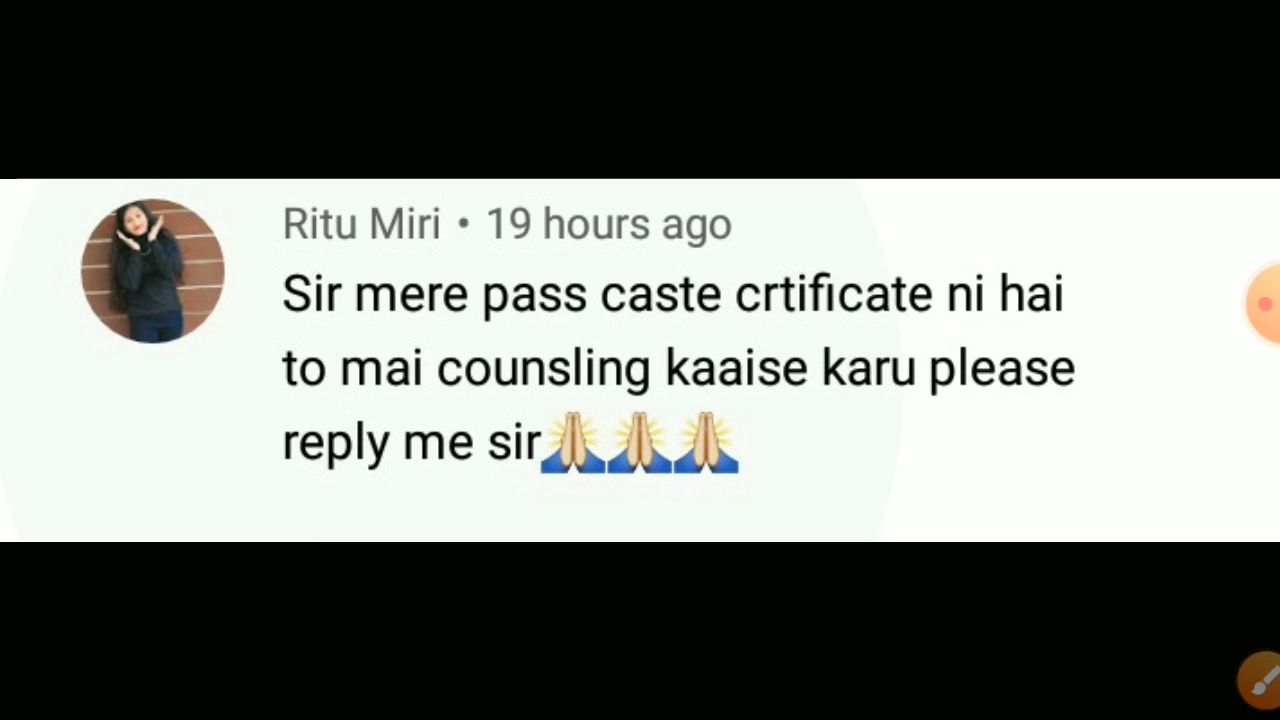 Ritu Miri • 19 hours ago
Sir mere pass caste crtificate ni hai
to mai counsling kaaise karu please
reply me sir🙏🙏🙏